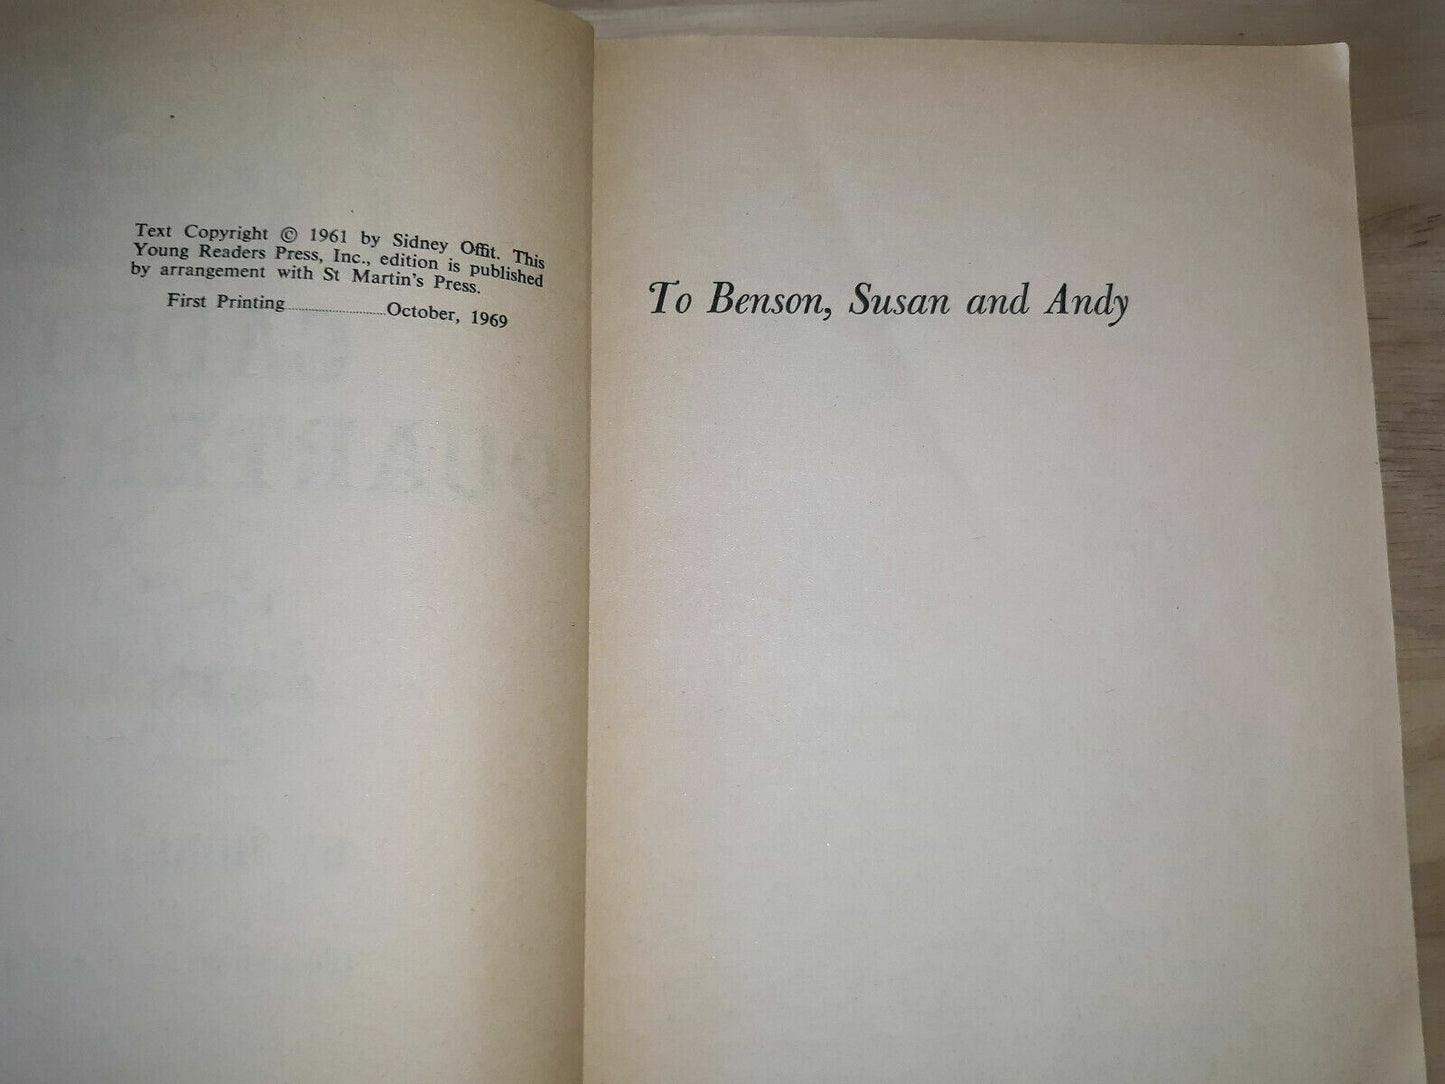 Text Copyright © 1961 by Sidney Offit. This
Young Readers Press, Inc., edition is published
by arrangement with St Martin's Press.
First Printing..........................October, 1969
To Benson, Susan and Andy